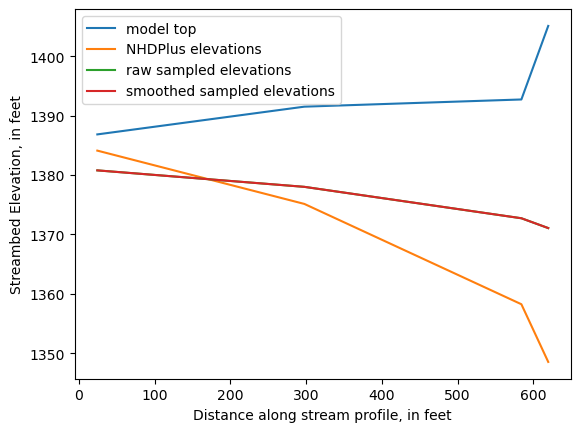 model top
NHDPlus elevations
raw sampled elevations
smoothed sampled elevations
Streambed Elevation, in feet
1400
1390
1380
1370
1360
1350
0 100 200 300 400 500 600
Distance along stream profile, in feet